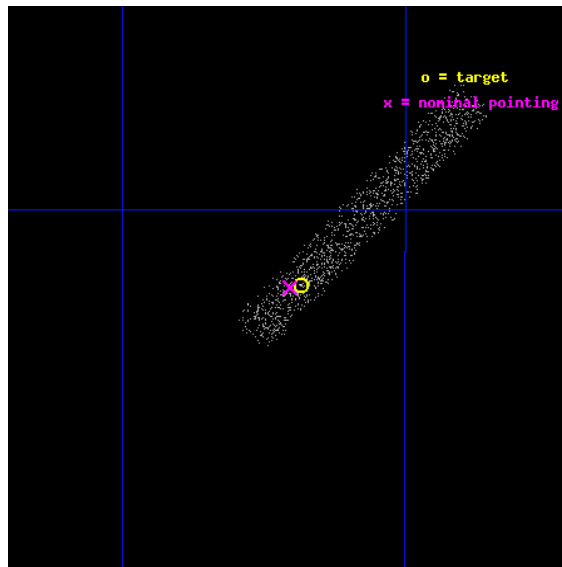 o = target
x = nominal pointing